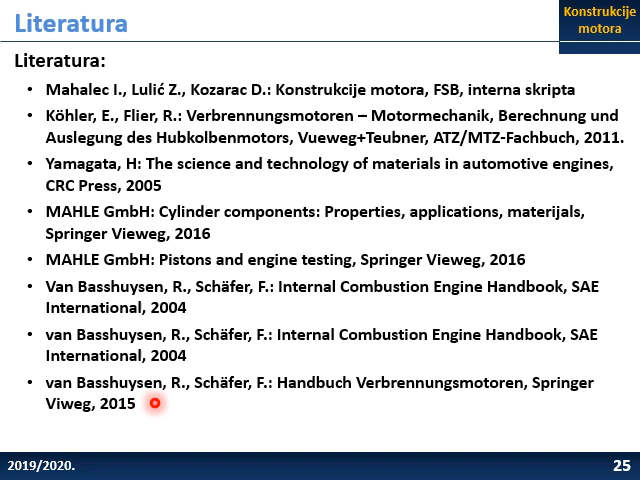 Literatura
Konstrukcije
motora
Literatura:
• Mahalec I., Lulić Z., Kozarac D.: Konstrukcije motora, FSB, interna skripta
• Köhler, E., Flier, R.: Verbrennungsmotoren – Motormechanik, Berechnung und
Auslegung des Hubkolbenmotors, Vueweg+Teubner, ATZ/MTZ-Fachbuch, 2011.
• Yamagata, H: The science and technology of materials in automotive engines,
CRC Press, 2005
• MAHLE GmbH: Cylinder components: Properties, applications, materijals,
Springer Vieweg, 2016
• MAHLE GmbH: Pistons and engine testing, Springer Vieweg, 2016
• Van Basshuysen, R., Schäfer, F.: Internal Combustion Engine Handbook, SAE
International, 2004
• van Basshuysen, R., Schäfer, F.: Internal Combustion Engine Handbook, SAE
International, 2004
• van Basshuysen, R., Schäfer, F.: Handbuch Verbrennungsmotoren, Springer
Viweg, 2015
2019/2020.
25